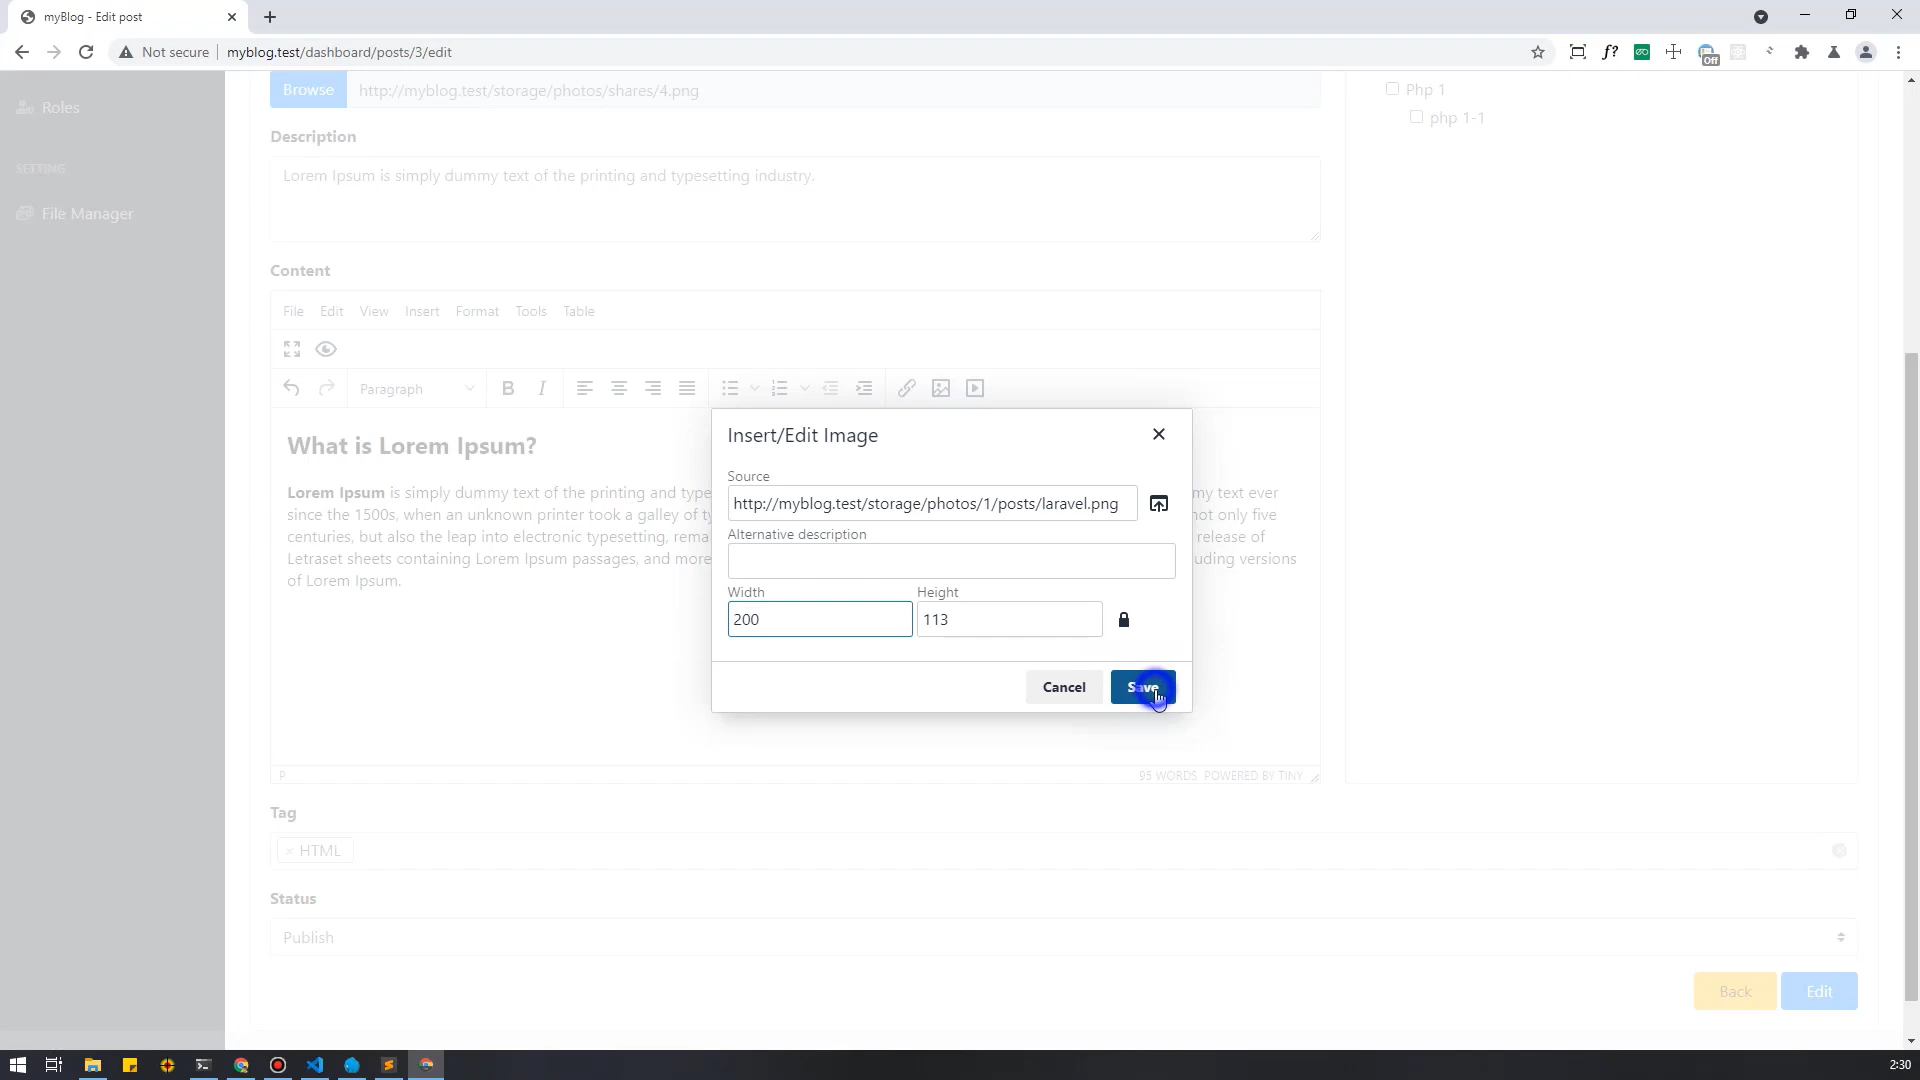 myBlog - Edit post
Not secure
myblog.test/dashboard/posts/3/edit
f?
Off
Roles
SETTING
File Manager
Browse
http://myblog.test/storage/photos/shares/4.png
Php 1
php 1-1
Description
Lorem Ipsum is simply dummy text of the printing and typesetting industry.
Content
File Edit View Insert Format Tools Table
Paragraph
B I
What is Lorem Ipsum?
Lorem Ipsum is simply dummy text of the printing and type
my text ever
since the 1500s, when an unknown printer took a galley of ty
not only five
centuries, but also the leap into electronic typesetting, rema
release of
Letraset sheets containing Lorem Ipsum passages, and more
uding versions
of Lorem Ipsum.
P
95 WORDS POWERED BY TINY
Insert/Edit Image
Source
http://myblog.test/storage/photos/1/posts/laravel.png
Alternative description
Width Height
200 113
Cancel Save
Tag
× HTML
Status
Publish
Back Edit
2:30